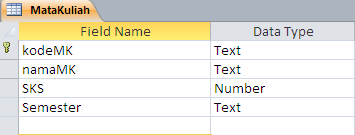 MataKuliah
Field Name Data Type
kodeMK Text
namaMK Text
SKS Number
Semester Text